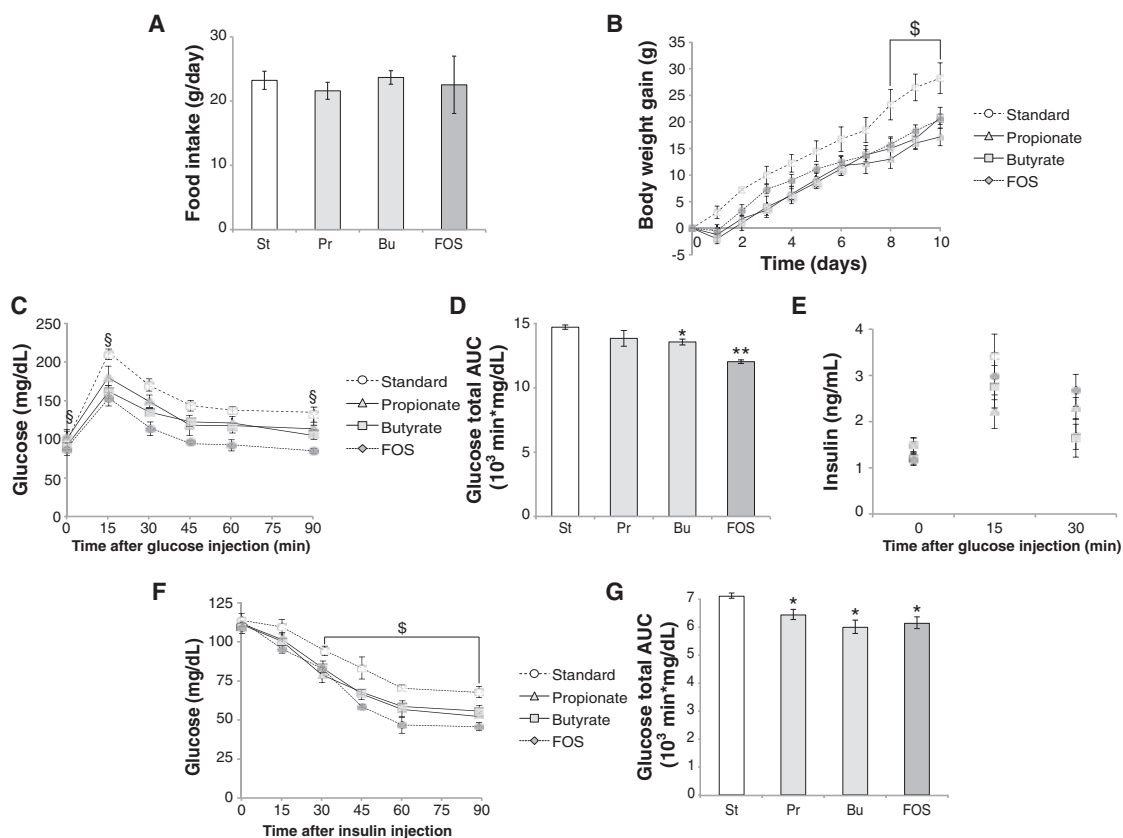 A
Food intake (g/day)
30
20
10
0
St
Pr
Bu
FOS
B
Body weight gain (g)
35
30
25
20
15
10
5
0
-5
0
2
4
6
8
10
Time (days)
$
Standard
Propionate
Butyrate
FOS
C
Glucose (mg/dL)
250
200
150
100
50
0
§
§
§
0
15
30
45
60
75
90
Time after glucose injection (min)
Standard
Propionate
Butyrate
FOS
D
Glucose total AUC
(10³ min*mg/dL)
15
10
5
0
*
**
St
Pr
Bu
FOS
E
Insulin (ng/mL)
4
3
2
1
0
0
15
30
Time after glucose injection (min)
F
Glucose (mg/dL)
125
100
75
50
25
0
$
0
15
30
45
60
75
90
Time after insulin injection
Standard
Propionate
Butyrate
FOS
G
Glucose total AUC
(10³ min*mg/dL)
7
6
5
4
3
2
1
0
*
*
*
St
Pr
Bu
FOS